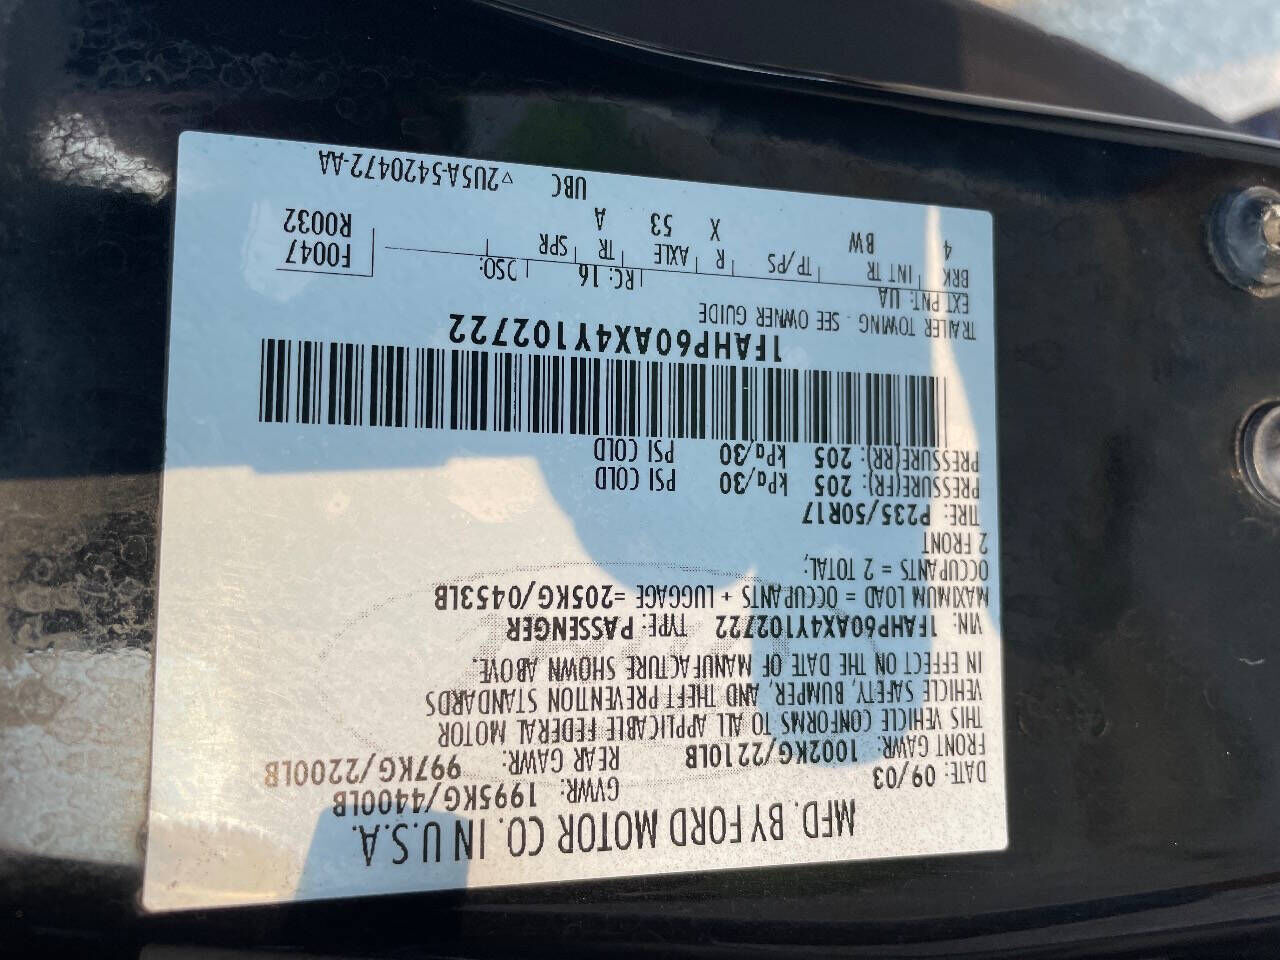 MFD. BY FORD MOTOR CO. IN U.S.A.
DATE: 09/03 GVWR: 1995KG/4400LB
FRONT GAWR: 1002KG/2210LB REAR GAWR: 997KG/2200LB
THIS VEHICLE CONFORMS TO ALL APPLICABLE FEDERAL MOTOR
VEHICLE SAFETY, BUMPER, AND THEFT PREVENTION STANDARDS
IN EFFECT ON THE DATE OF MANUFACTURE SHOWN ABOVE.
VIN: 1FAHP60AX4Y102722 TYPE: PASSENGER
MAXIMUM LOAD = OCCUPANTS + LUGGAGE =205KG/0453LB
OCCUPANTS = 2 TOTAL;
2 FRONT
TIRE: P235/50R17
PRESSURE(FR): 205 kPa/30 PSI COLD
PRESSURE(RR): 205 kPa/30 PSI COLD
1FAHP60AX4Y102722
TRAILER TOWING - SEE OWNER GUIDE
EXT PNT: UA RC: 16 DSO: F0047
BRK INT TR TP/PS R AXLE TR SPR R0032
4 BW X 53 A
UBC ▽2U5A-5420472-AA